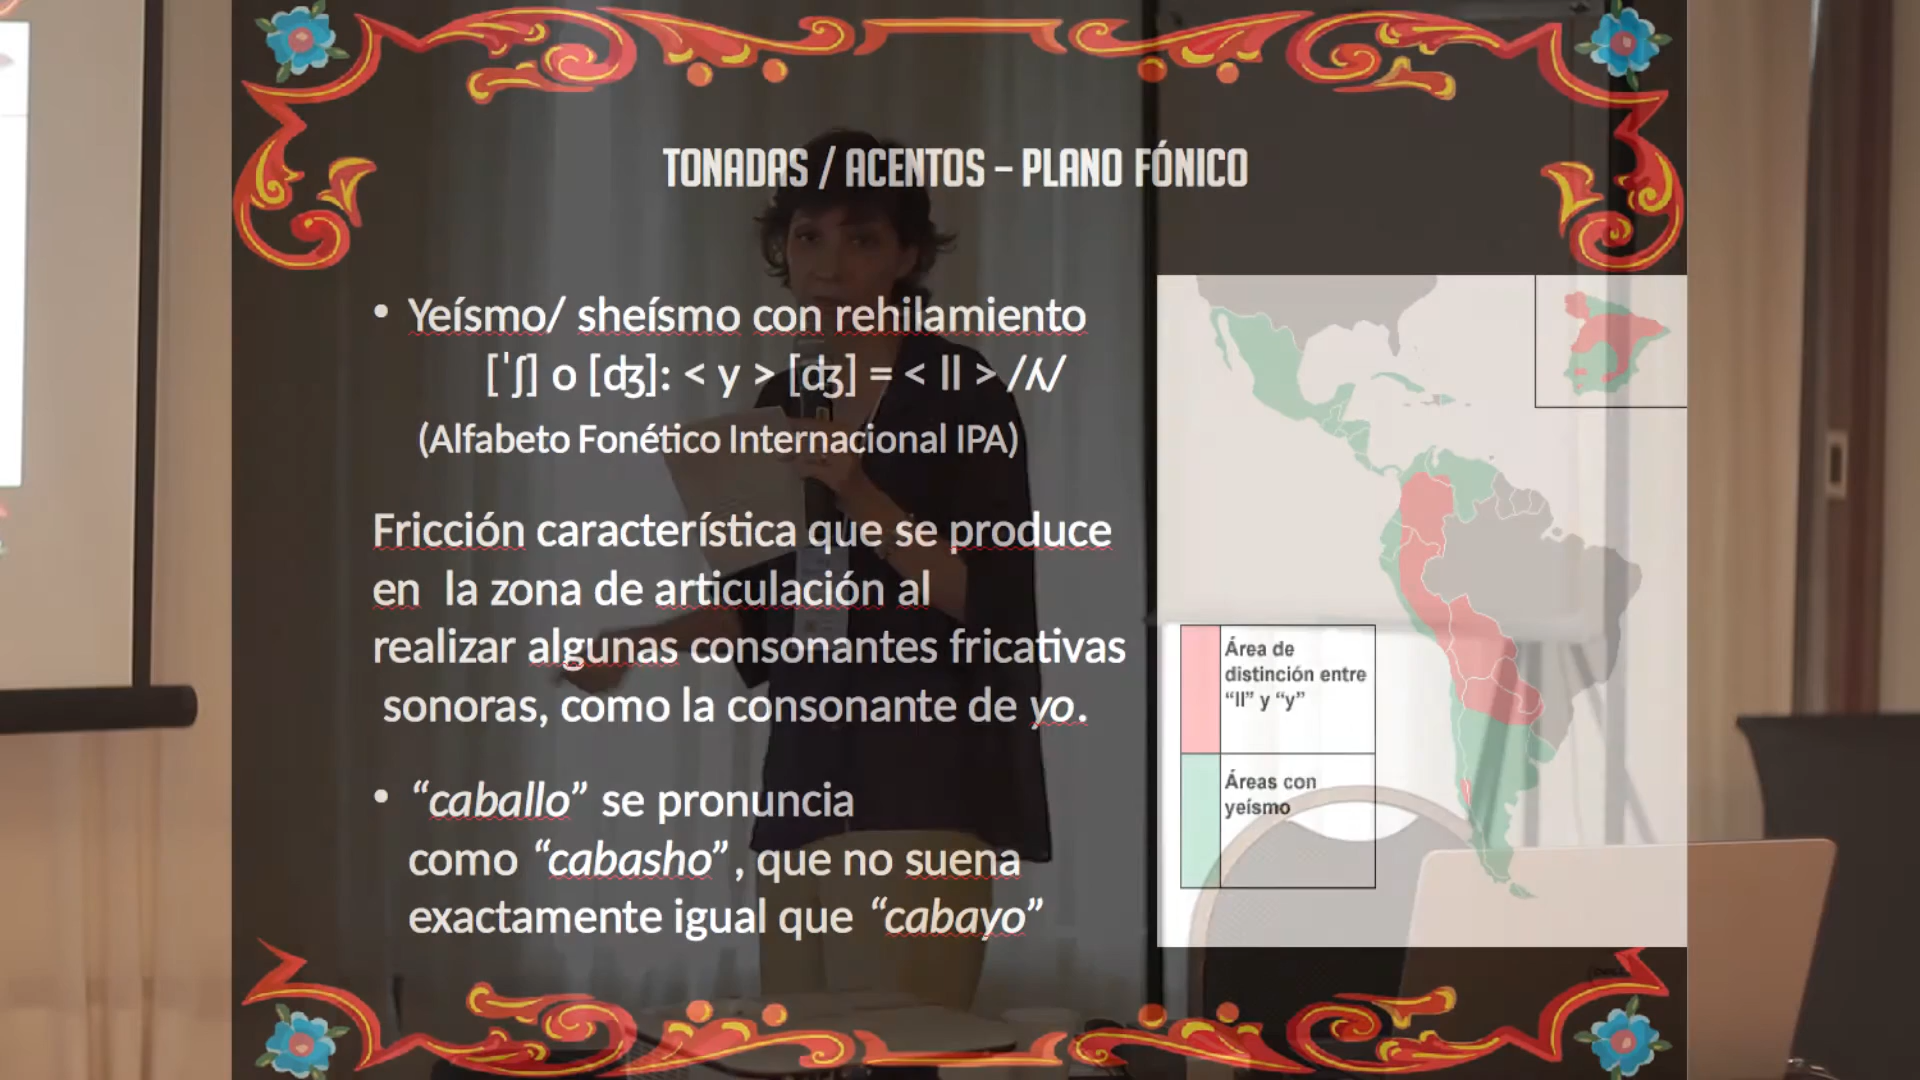 TONADAS / ACENTOS – PLANO FÓNICO
• Yeísmo/ sheísmo con rehilamiento
[ˈʃ] o [ʤ]: < y > [ʤ] = < ll > /ʎ/
(Alfabeto Fonético Internacional IPA)
Fricción característica que se produce
en la zona de articulación al
realizar algunas consonantes fricativas
sonoras, como la consonante de yo.
• “caballo” se pronuncia
como “cabasho” , que no suena
exactamente igual que “cabayo”
Área de
distinción entre
“ll” y “y”
Áreas con
yeísmo